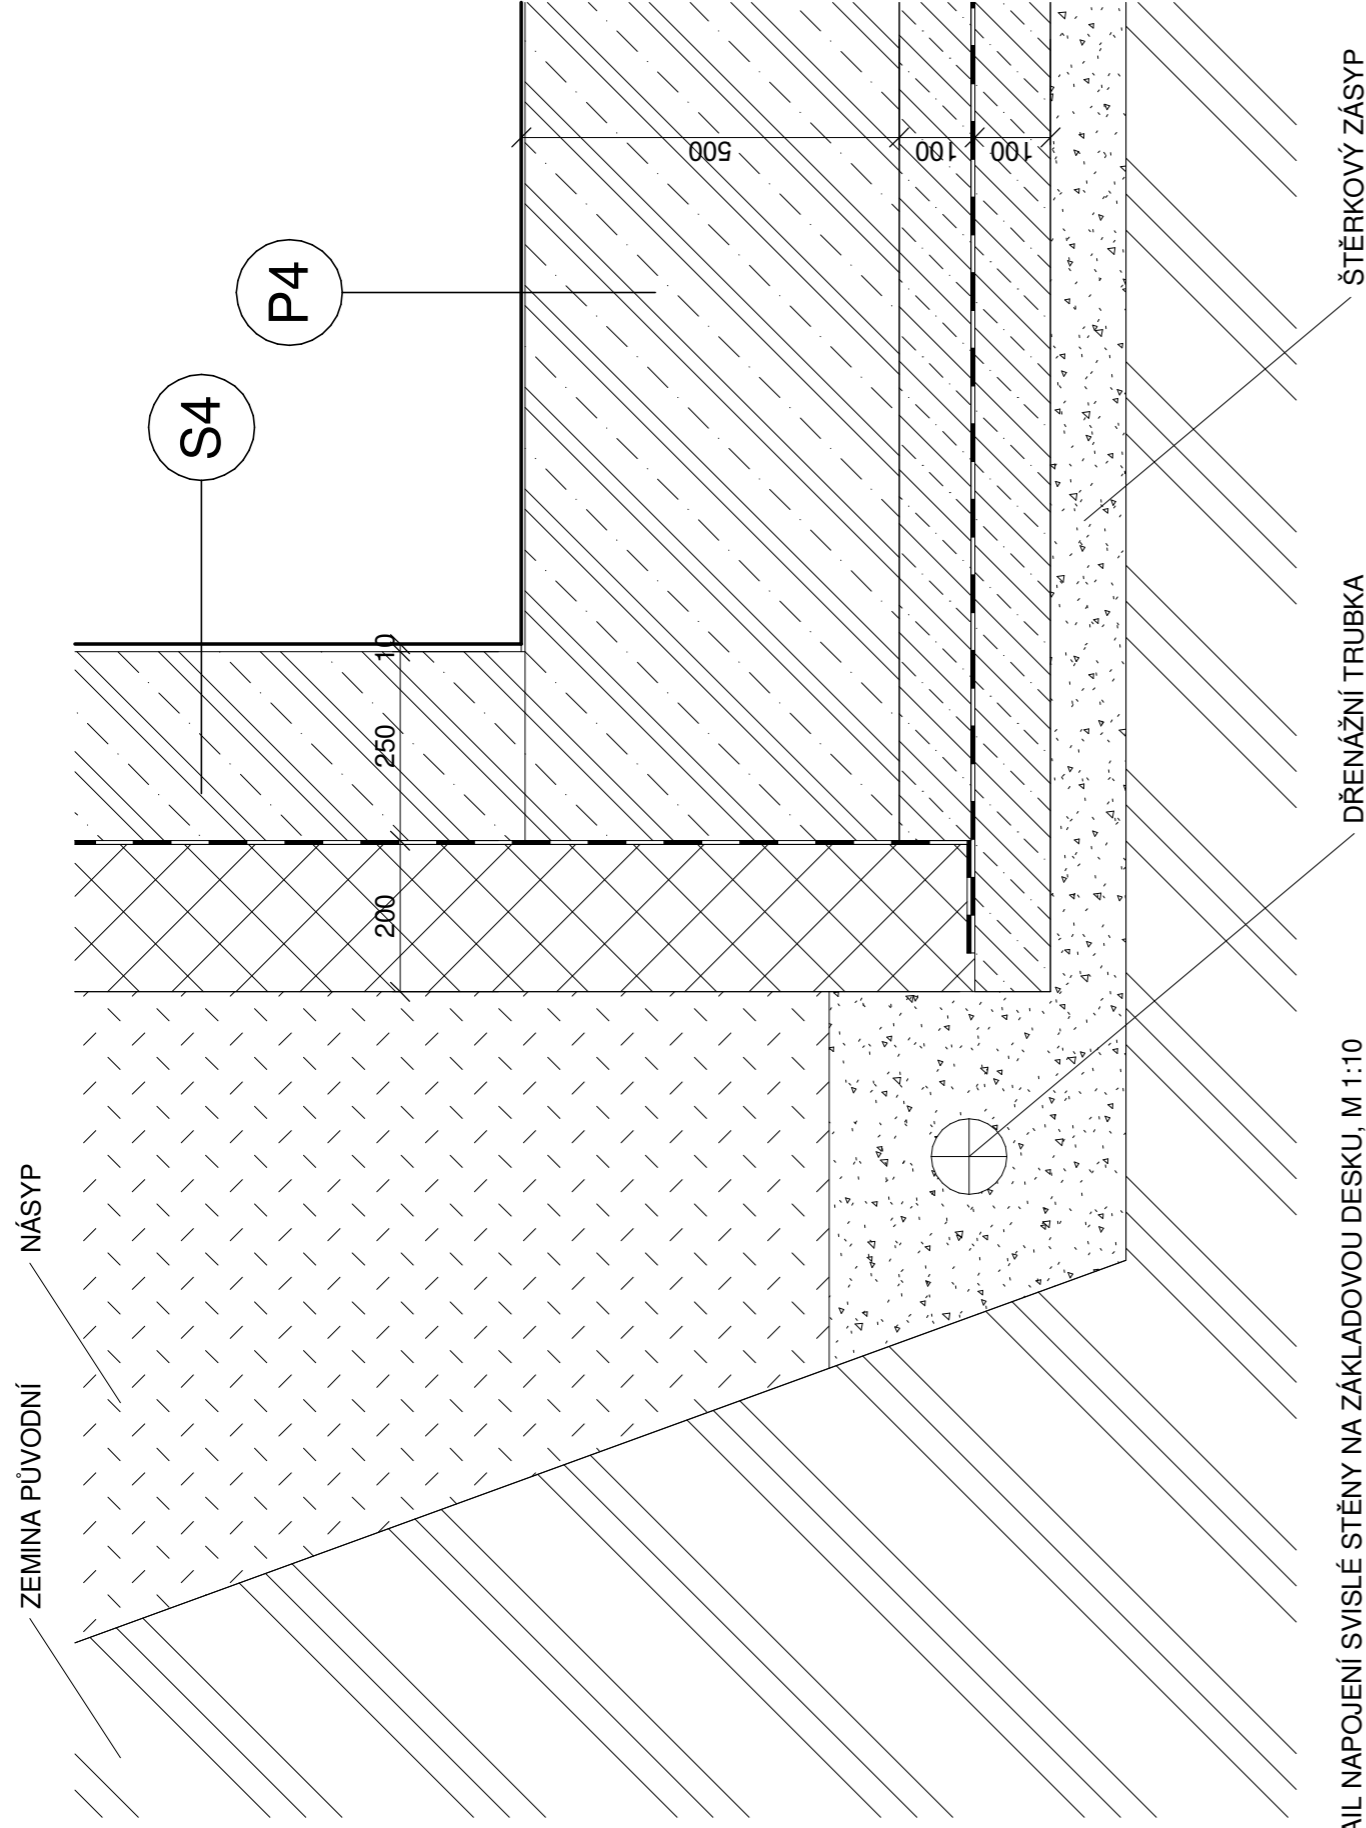 ZEMINA PŮVODNÍ
NÁSYP
S4
P4
200
250
10
500
100
100
DŘENÁŽNÍ TRUBKA
ŠTĚRKOVÝ ZÁSYP
NAPOJENÍ SVISLÉ STĚNY NA ZÁKLADOVOU DESKU, M 1:10